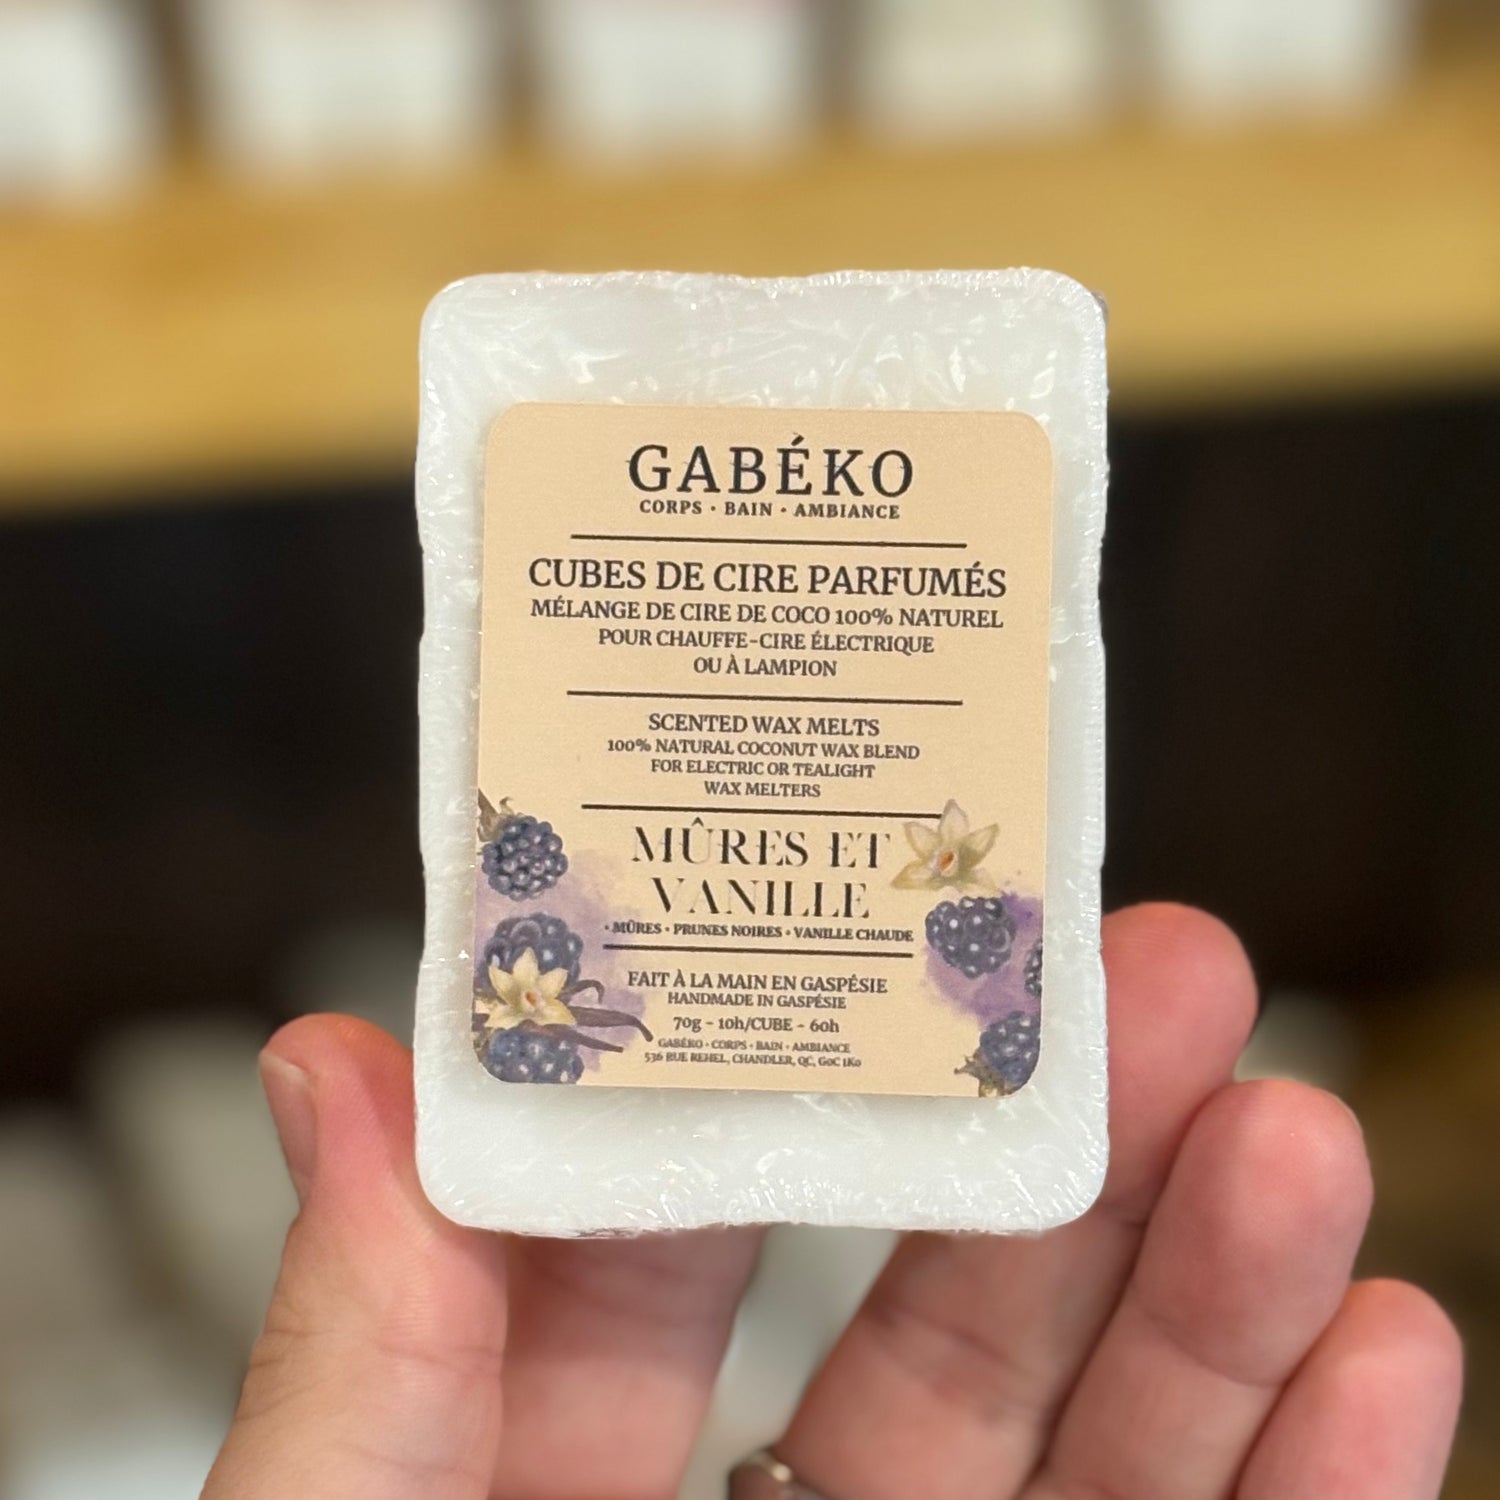 GABÉKO
CORPS • BAIN • AMBIANCE
CUBES DE CIRE PARFUMÉS
MÉLANGE DE CIRE DE COCO 100% NATUREL
POUR CHAUFFE-CIRE ÉLECTRIQUE
OU À LAMPION
SCENTED WAX MELTS
100% NATURAL COCONUT WAX BLEND
FOR ELECTRIC OR TEALIGHT
WAX MELTERS
MÛRES ET
VANILLE
• MÛRES • PRUNES NOIRES • VANILLE CHAUDE
FAIT À LA MAIN EN GASPÉSIE
HANDMADE IN GASPÉSIE
70g - 10h/CUBE - 60h
GABÉKO • CORPS • BAIN • AMBIANCE
536 RUE REHEL, CHANDLER, QC, G0C 1K0